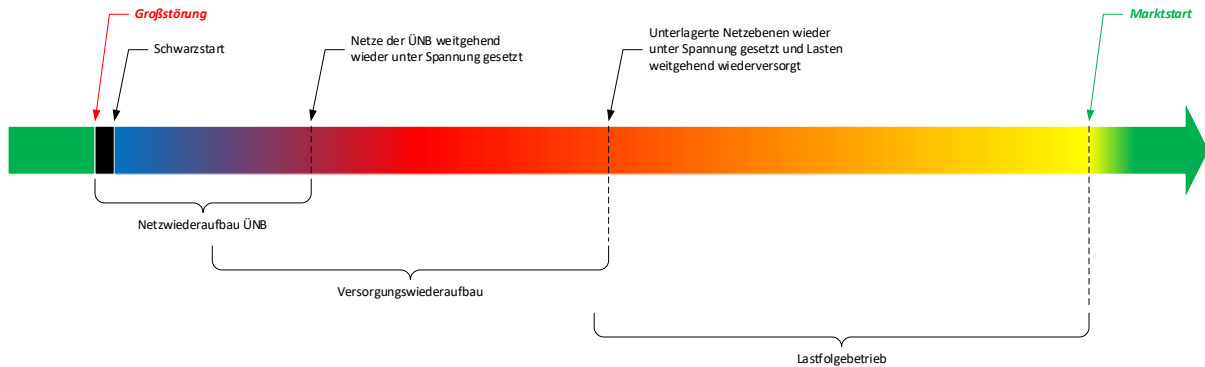 Großstörung
Schwarzstart
Netze der ÜNB weitgehend
wieder unter Spannung gesetzt
Unterlagerte Netzebenen wieder
unter Spannung gesetzt und Lasten
weitgehend wiederversorgt
Marktstart
Netzwiederaufbau ÜNB
Versorgungswiederaufbau
Lastfolgebetrieb